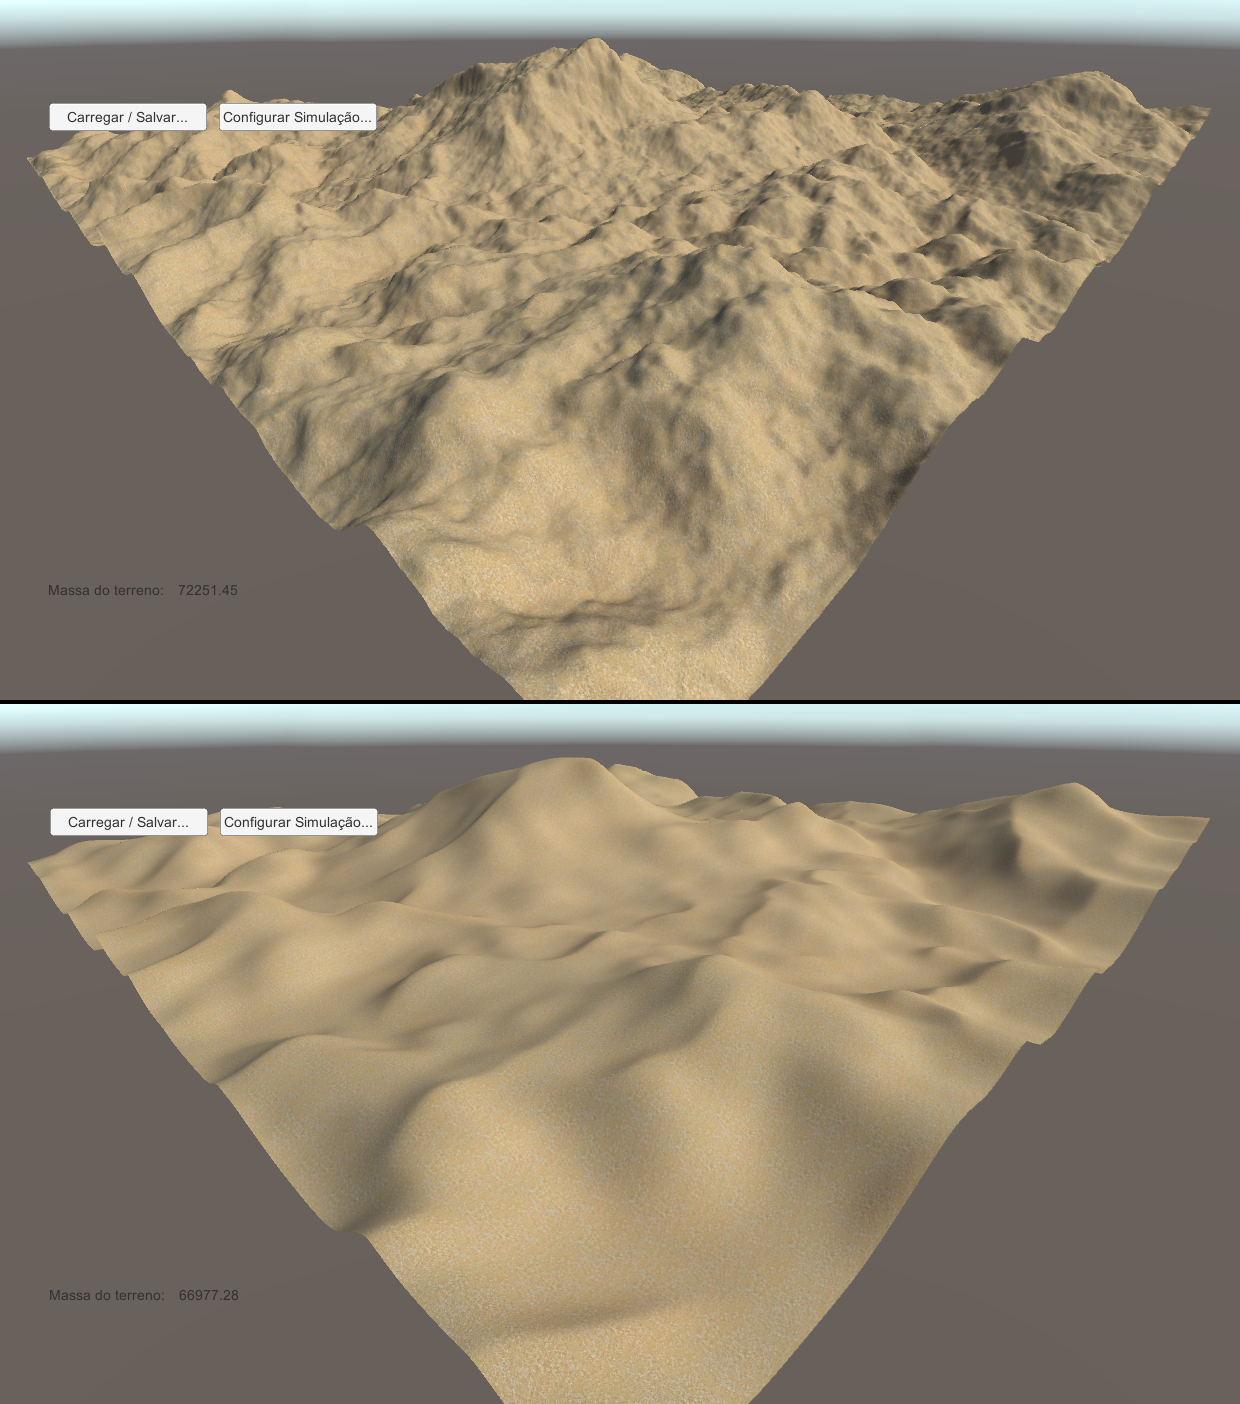 Carregar / Salvar... Configurar Simulação...
Massa do terreno: 72251.45
Carregar / Salvar... Configurar Simulação...
Massa do terreno: 66977.28